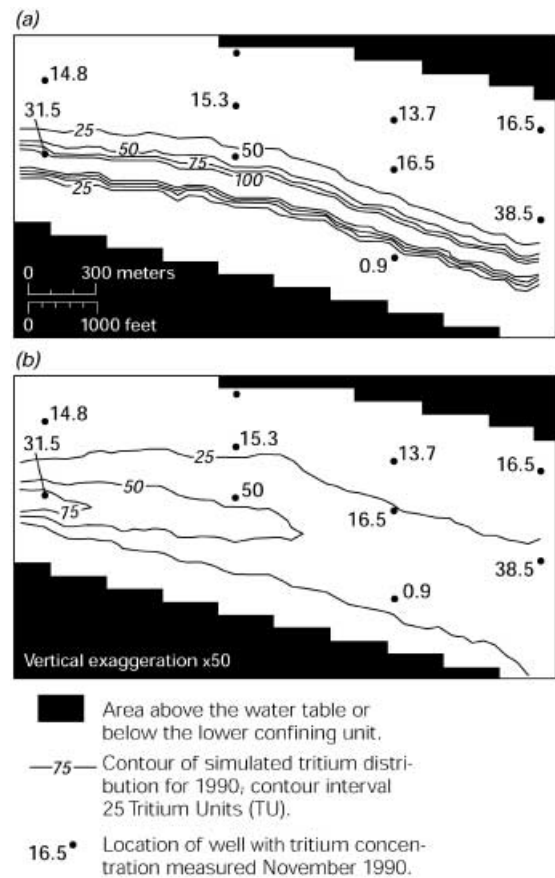 (a)
14.8
15.3
13.7
16.5
31.5
25
50
50
75
16.5
100
25
38.5
0.9
0 300 meters
0 1000 feet
(b)
14.8
15.3
13.7
16.5
31.5
25
50
50
75
16.5
38.5
0.9
Vertical exaggeration x50
Area above the water table or
below the lower confining unit.
75 Contour of simulated tritium distri-
bution for 1990, contour interval
25 Tritium Units (TU).
16.5 Location of well with tritium concen-
tration measured November 1990.